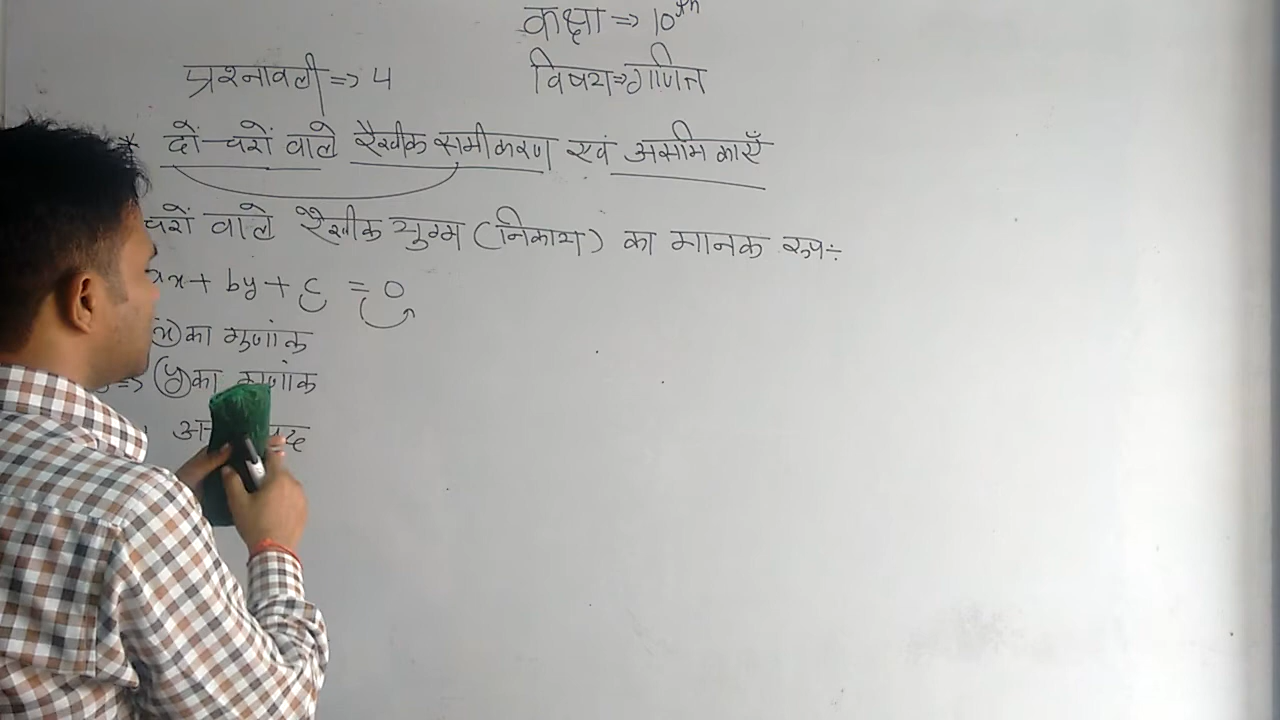 कक्षा => 10th
प्रश्नावली => 4
विषय => गणित
* दों-चरों वाले रैखीक समीकरण एवं असमिकाएँ
चरों वाले रैखीक युग्म (निकाय) का मानक रुप ÷
x + by + c = 0
x का गुणांक
=> y का गुणांक